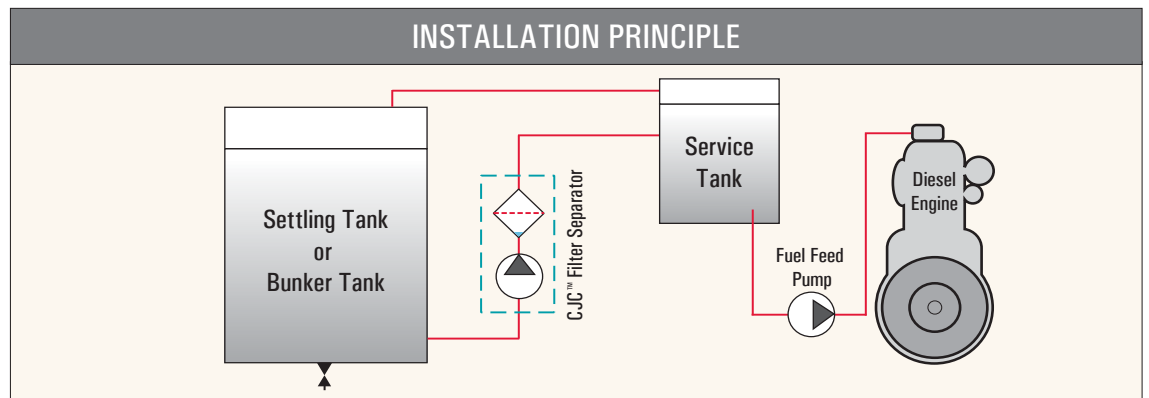 INSTALLATION PRINCIPLE
Settling Tank
or
Bunker Tank
CJC™ Filter Separator
Service
Tank
Fuel Feed
Pump
Diesel
Engine